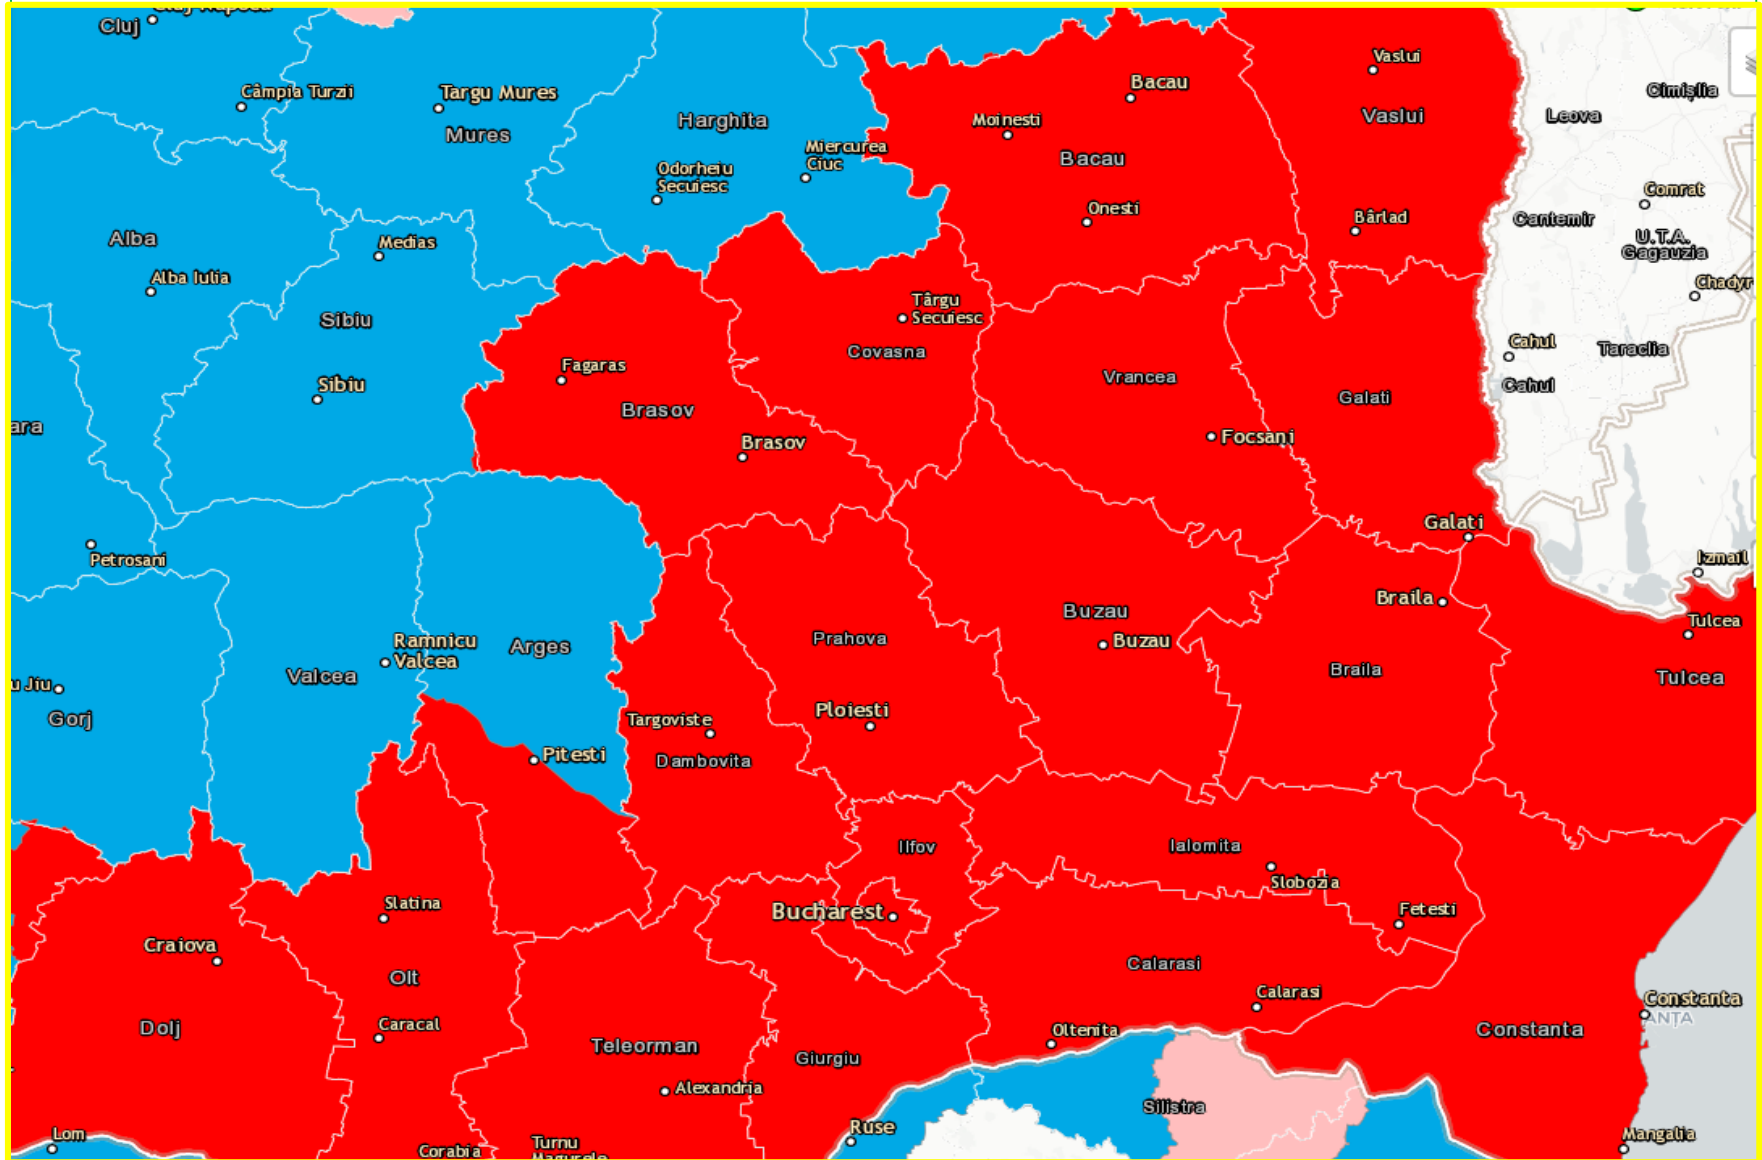 Cluj
Câmpia Turzii
Targu Mures
Mures
Harghita
Odorheiu
Secuiesc
Miercurea
Ciuc
Bacau
Moinesti
Bacau
Onesti
Vaslui
Vaslui
Bârlad
Cimişlia
Leova
Comrat
Cantemir
U.T.A.
Gagauzia
Chadyr
Cahul
Taraclia
Cahul
Alba
Alba Iulia
Medias
Sibiu
Sibiu
Târgu
Secuiesc
Covasna
Fagaras
Brasov
Brasov
Vrancea
Focsani
Galati
Galati
Izmail
ara
Petrosani
Ramnicu
Valcea
Valcea
Arges
u Jiu
Gorj
Pitesti
Targoviste
Dambovita
Prahova
Ploiesti
Buzau
Buzau
Braila
Braila
Tulcea
Tulcea
Ilfov
Ialomita
Slobozia
Fetesti
Bucharest
Slatina
Craiova
Olt
Caracal
Dolj
Calarasi
Calarasi
Oltenita
Constanta
ANȚA
Constanta
Teleorman
Alexandria
Giurgiu
Silistra
Ruse
Lom
Corabia
Turnu
Magurele
Mangalia